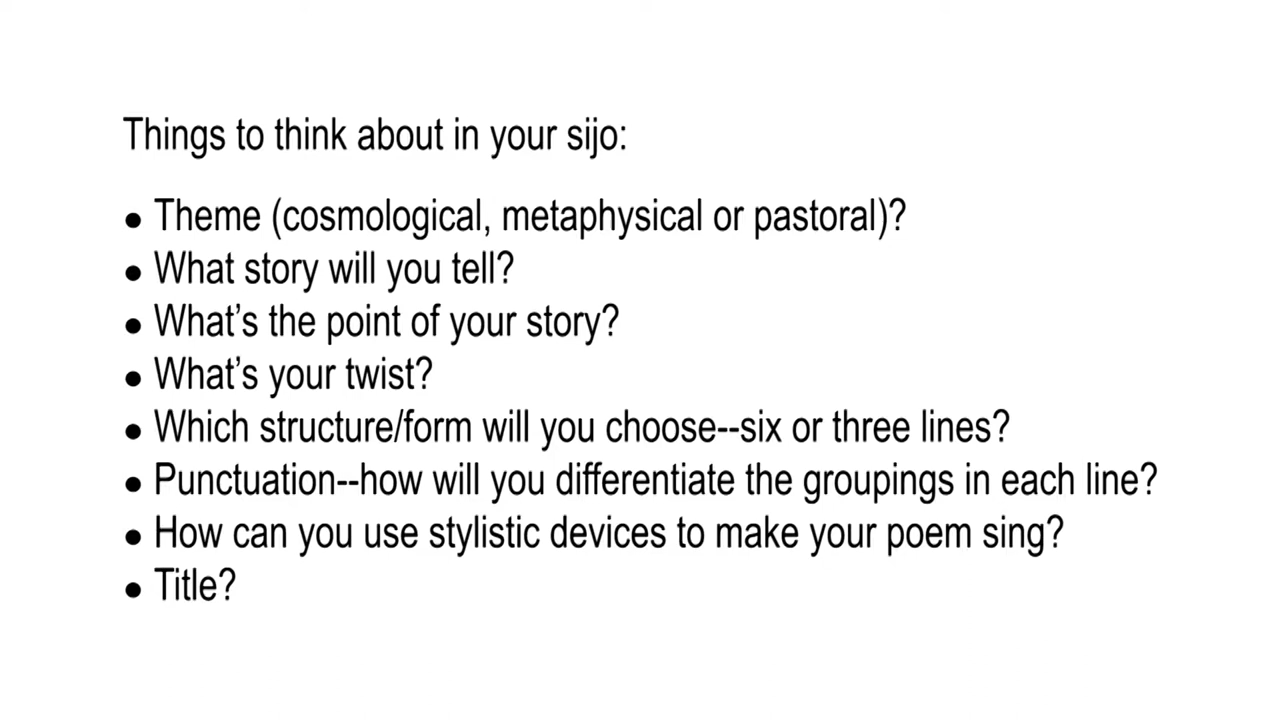 Things to think about in your sijo:
● Theme (cosmological, metaphysical or pastoral)?
● What story will you tell?
● What’s the point of your story?
● What’s your twist?
● Which structure/form will you choose--six or three lines?
● Punctuation--how will you differentiate the groupings in each line?
● How can you use stylistic devices to make your poem sing?
● Title?